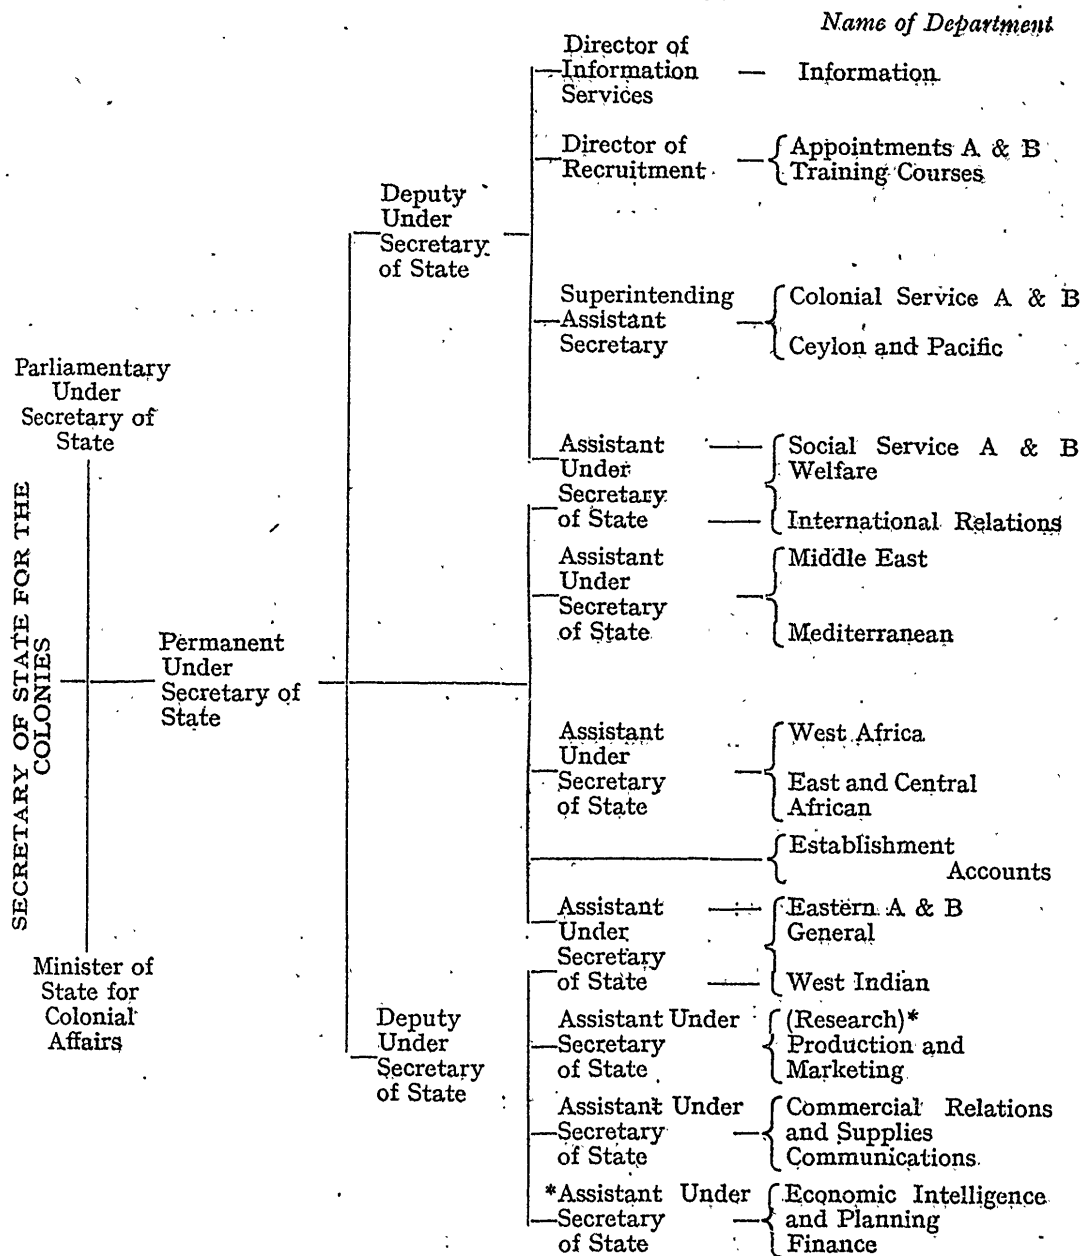 Name of Department
Director of
Information
Services
Information
Director of
Recruitment
Appointments A & B
Training Courses
Deputy
Under
Secretary
of State
Superintending
Assistant
Secretary
Colonial Service A & B
Ceylon and Pacific
Parliamentary
Under
Secretary of
State
Assistant
Under
Secretary
of State
Social Service A & B
Welfare
International Relations
Assistant
Under
Secretary
of State
Middle East
Mediterranean
SECRETARY OF STATE FOR THE
COLONIES
Permanent
Under
Secretary of
State
Assistant
Under
Secretary
of State
West Africa
East and Central
African
Establishment
Accounts
Assistant
Under
Secretary
of State
Eastern A & B
General
West Indian
Minister of
State for
Colonial
Affairs
Deputy
Under
Secretary
of State
Assistant Under
Secretary
of State
(Research)*
Production and
Marketing
Assistant Under
Secretary
of State
Commercial Relations
and Supplies
Communications
*Assistant Under
Secretary
of State
Economic Intelligence
and Planning
Finance